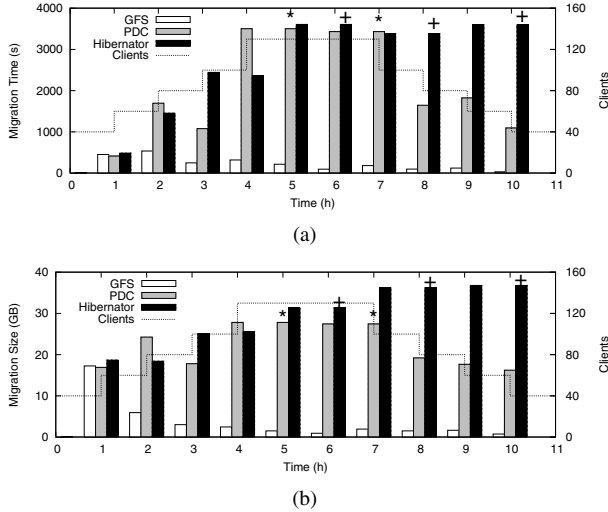 GFS
PDC
Hibernator
Clients
Migration Time (s)
4000
3000
2000
1000
0
160
120
80
40
0
Clients
* + * + +
0 1 2 3 4 5 6 7 8 9 10 11
Time (h)
(a)
GFS
PDC
Hibernator
Clients
Migration Size (GB)
40
30
20
10
0
160
120
80
40
0
Clients
* + * + +
0 1 2 3 4 5 6 7 8 9 10 11
Time (h)
(b)